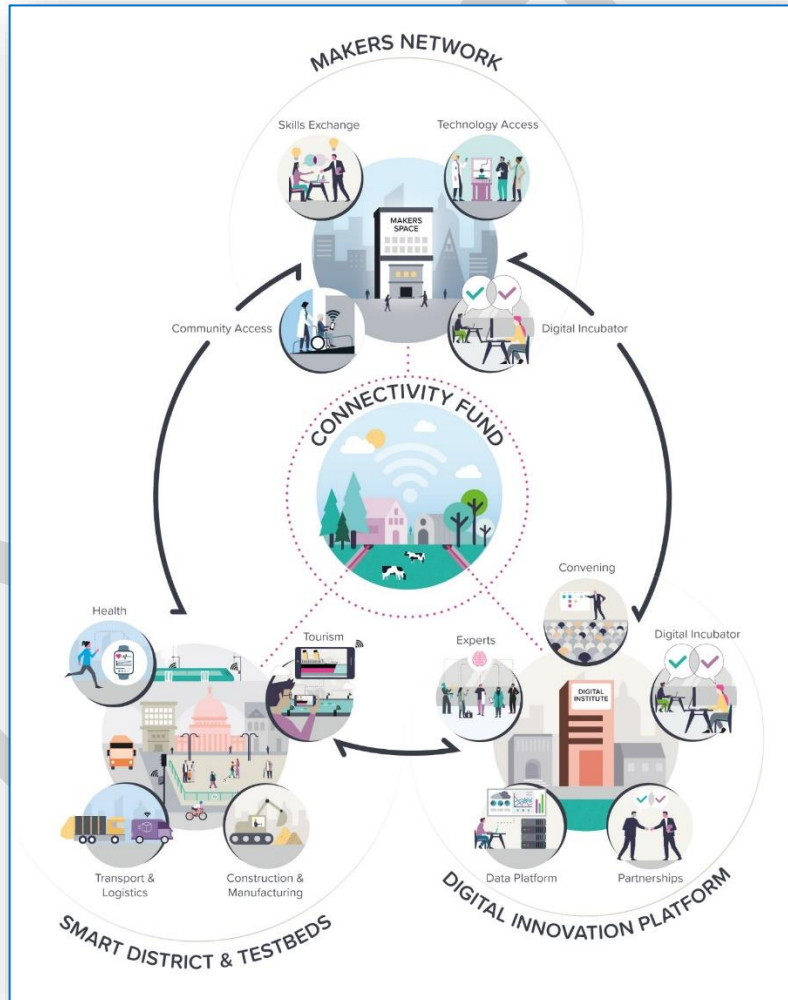 MAKERS NETWORK
Skills Exchange
Technology Access
MAKERS
SPACE
Community Access
Digital Incubator
CONNECTIVITY FUND
Convening
Health
Tourism
Experts
Digital Incubator
DIGITAL
INSTITUTE
Transport &
Logistics
Construction &
Manufacturing
Data Platform
Partnerships
SMART DISTRICT & TESTBEDS
DIGITAL INNOVATION PLATFORM